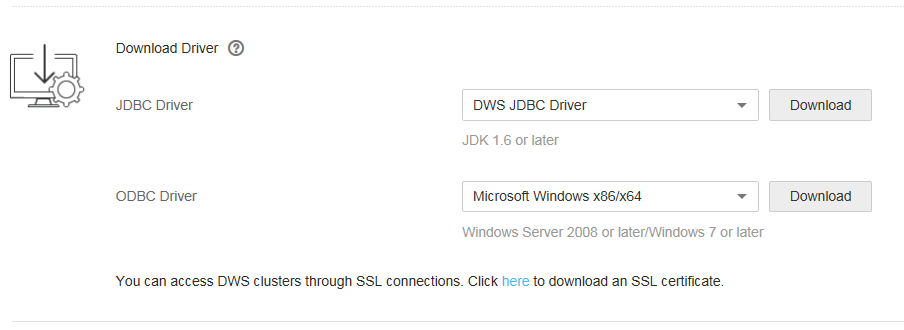 Download Driver ?
JDBC Driver DWS JDBC Driver Download
JDK 1.6 or later
ODBC Driver Microsoft Windows x86/x64 Download
Windows Server 2008 or later/Windows 7 or later
You can access DWS clusters through SSL connections. Click here to download an SSL certificate.